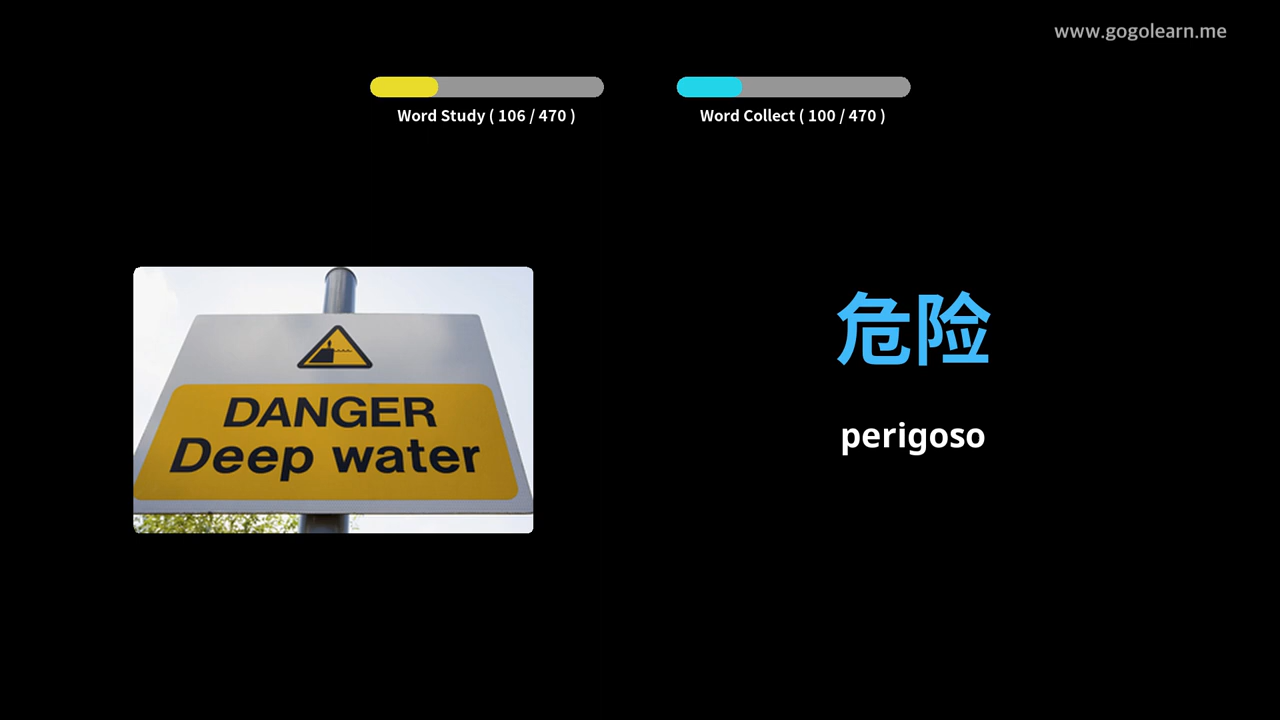 www.gogolearn.me
Word Study ( 106 / 470 )
Word Collect ( 100 / 470 )
DANGER
Deep water
危险
perigoso